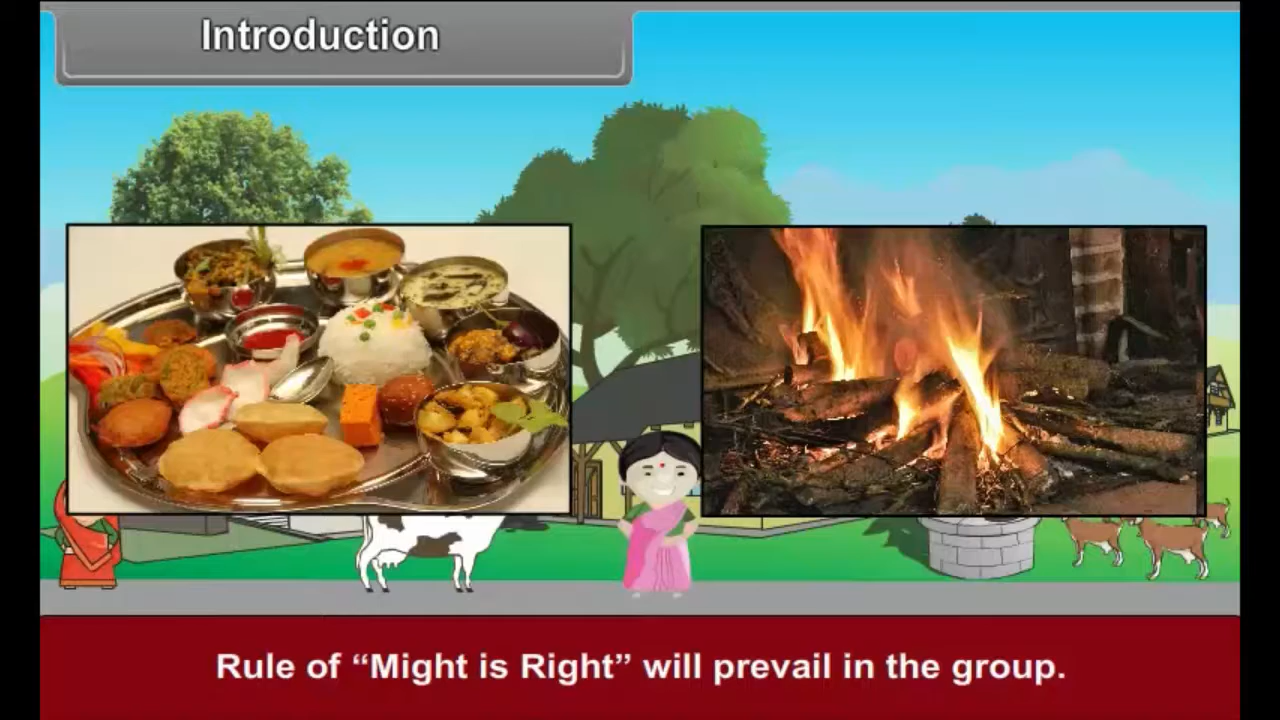 Introduction
Rule of “Might is Right” will prevail in the group.